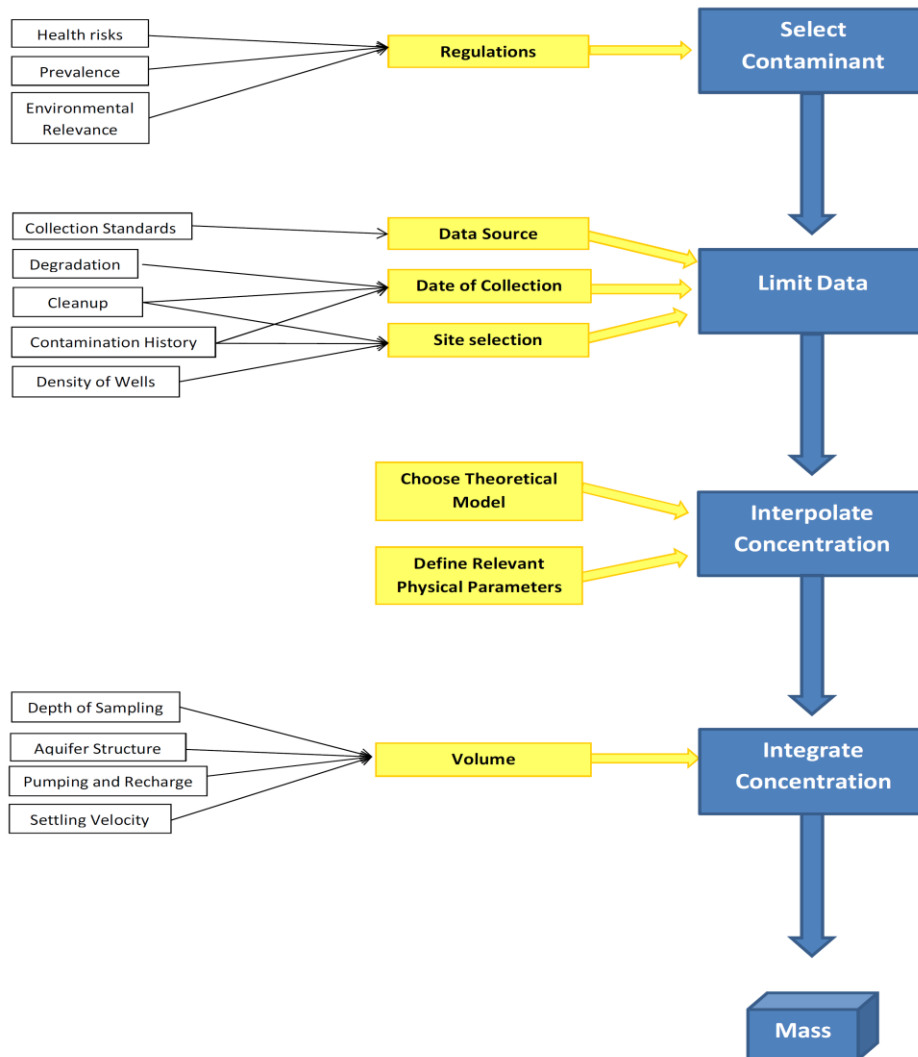 Health risks
Prevalence
Environmental
Relevance
Regulations
Select
Contaminant
Collection Standards
Degradation
Cleanup
Contamination History
Density of Wells
Data Source
Date of Collection
Site selection
Limit Data
Choose Theoretical
Model
Define Relevant
Physical Parameters
Interpolate
Concentration
Depth of Sampling
Aquifer Structure
Pumping and Recharge
Settling Velocity
Volume
Integrate
Concentration
Mass